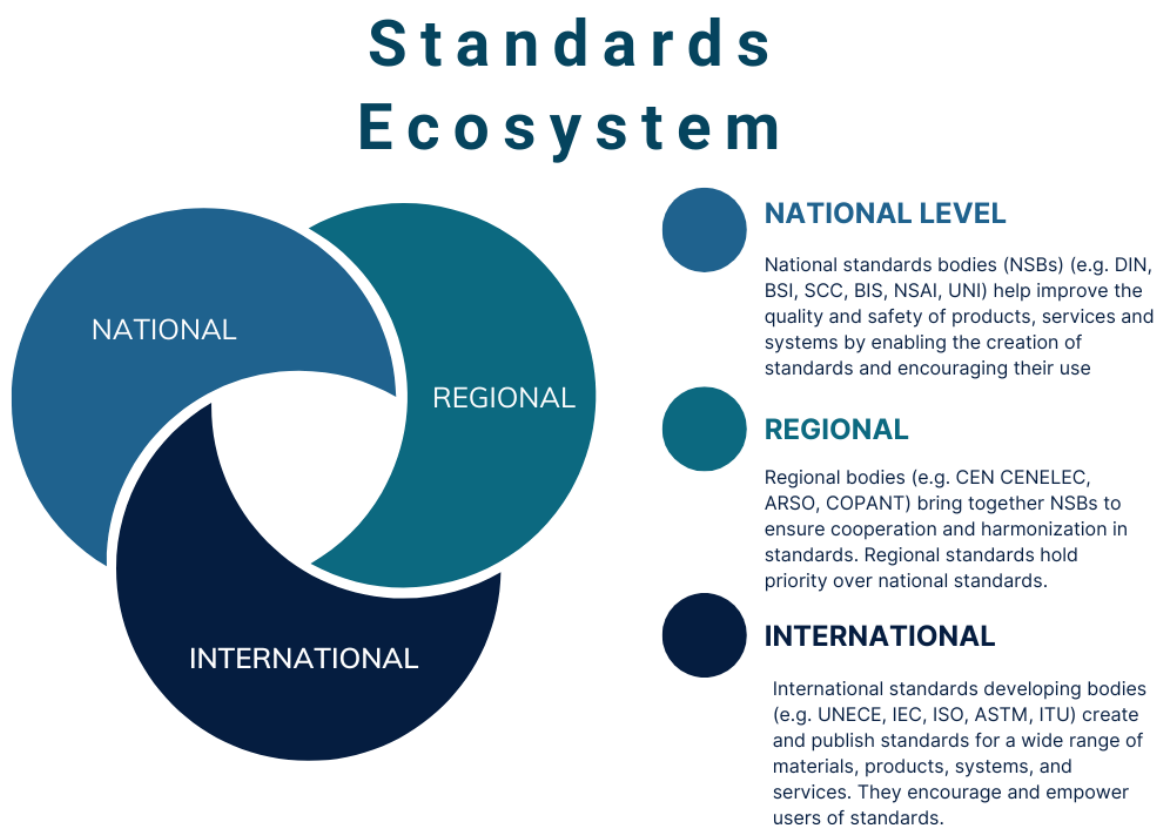 Standards
Ecosystem
NATIONAL
REGIONAL
INTERNATIONAL
NATIONAL LEVEL
National standards bodies (NSBs) (e.g. DIN,
BSI, SCC, BIS, NSAI, UNI) help improve the
quality and safety of products, services and
systems by enabling the creation of
standards and encouraging their use
REGIONAL
Regional bodies (e.g. CEN CENELEC,
ARSO, COPANT) bring together NSBs to
ensure cooperation and harmonization in
standards. Regional standards hold
priority over national standards.
INTERNATIONAL
International standards developing bodies
(e.g. UNECE, IEC, ISO, ASTM, ITU) create
and publish standards for a wide range of
materials, products, systems, and
services. They encourage and empower
users of standards.